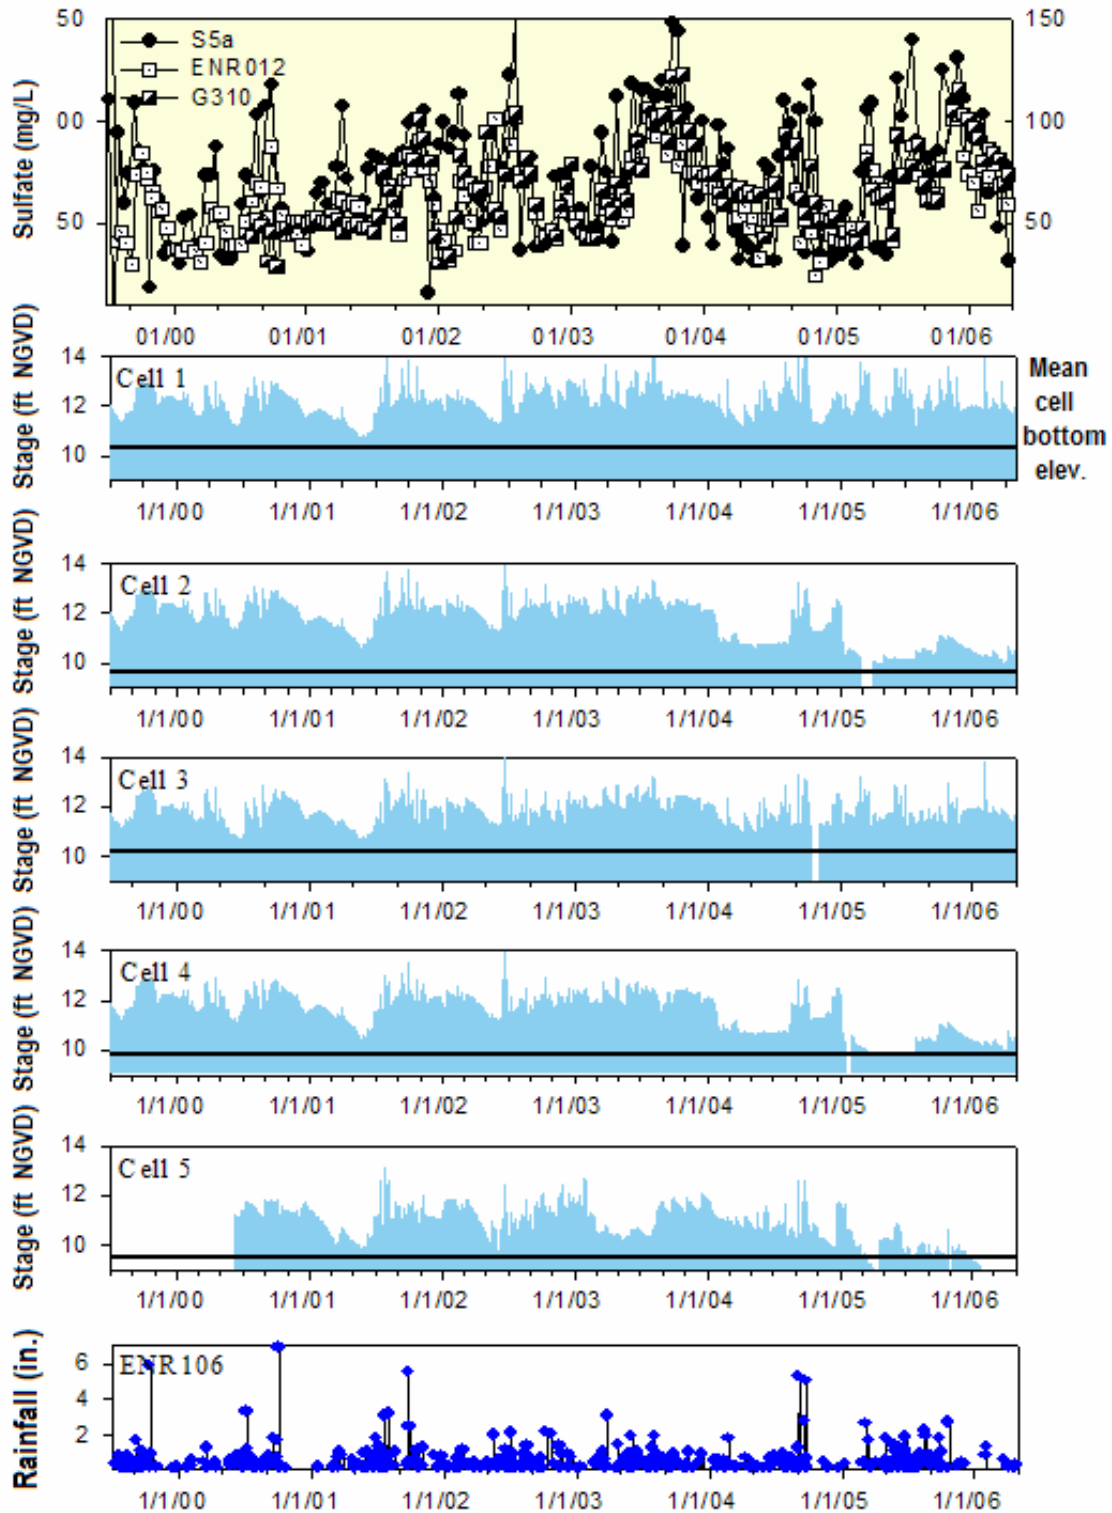 50
00
50
Sulfate (mg/L)
S5a
ENR012
G310
150
100
50
01/00 01/01 01/02 01/03 01/04 01/05 01/06
Stage (ft NGVD)
14
12
10
Cell 1
Mean
cell
bottom
elev.
1/1/00 1/1/01 1/1/02 1/1/03 1/1/04 1/1/05 1/1/06
Stage (ft NGVD)
14
12
10
Cell 2
1/1/00 1/1/01 1/1/02 1/1/03 1/1/04 1/1/05 1/1/06
Stage (ft NGVD)
14
12
10
Cell 3
1/1/00 1/1/01 1/1/02 1/1/03 1/1/04 1/1/05 1/1/06
Stage (ft NGVD)
14
12
10
Cell 4
1/1/00 1/1/01 1/1/02 1/1/03 1/1/04 1/1/05 1/1/06
Stage (ft NGVD)
14
12
10
Cell 5
1/1/00 1/1/01 1/1/02 1/1/03 1/1/04 1/1/05 1/1/06
Rainfall (in.)
6
4
2
ENR106
1/1/00 1/1/01 1/1/02 1/1/03 1/1/04 1/1/05 1/1/06